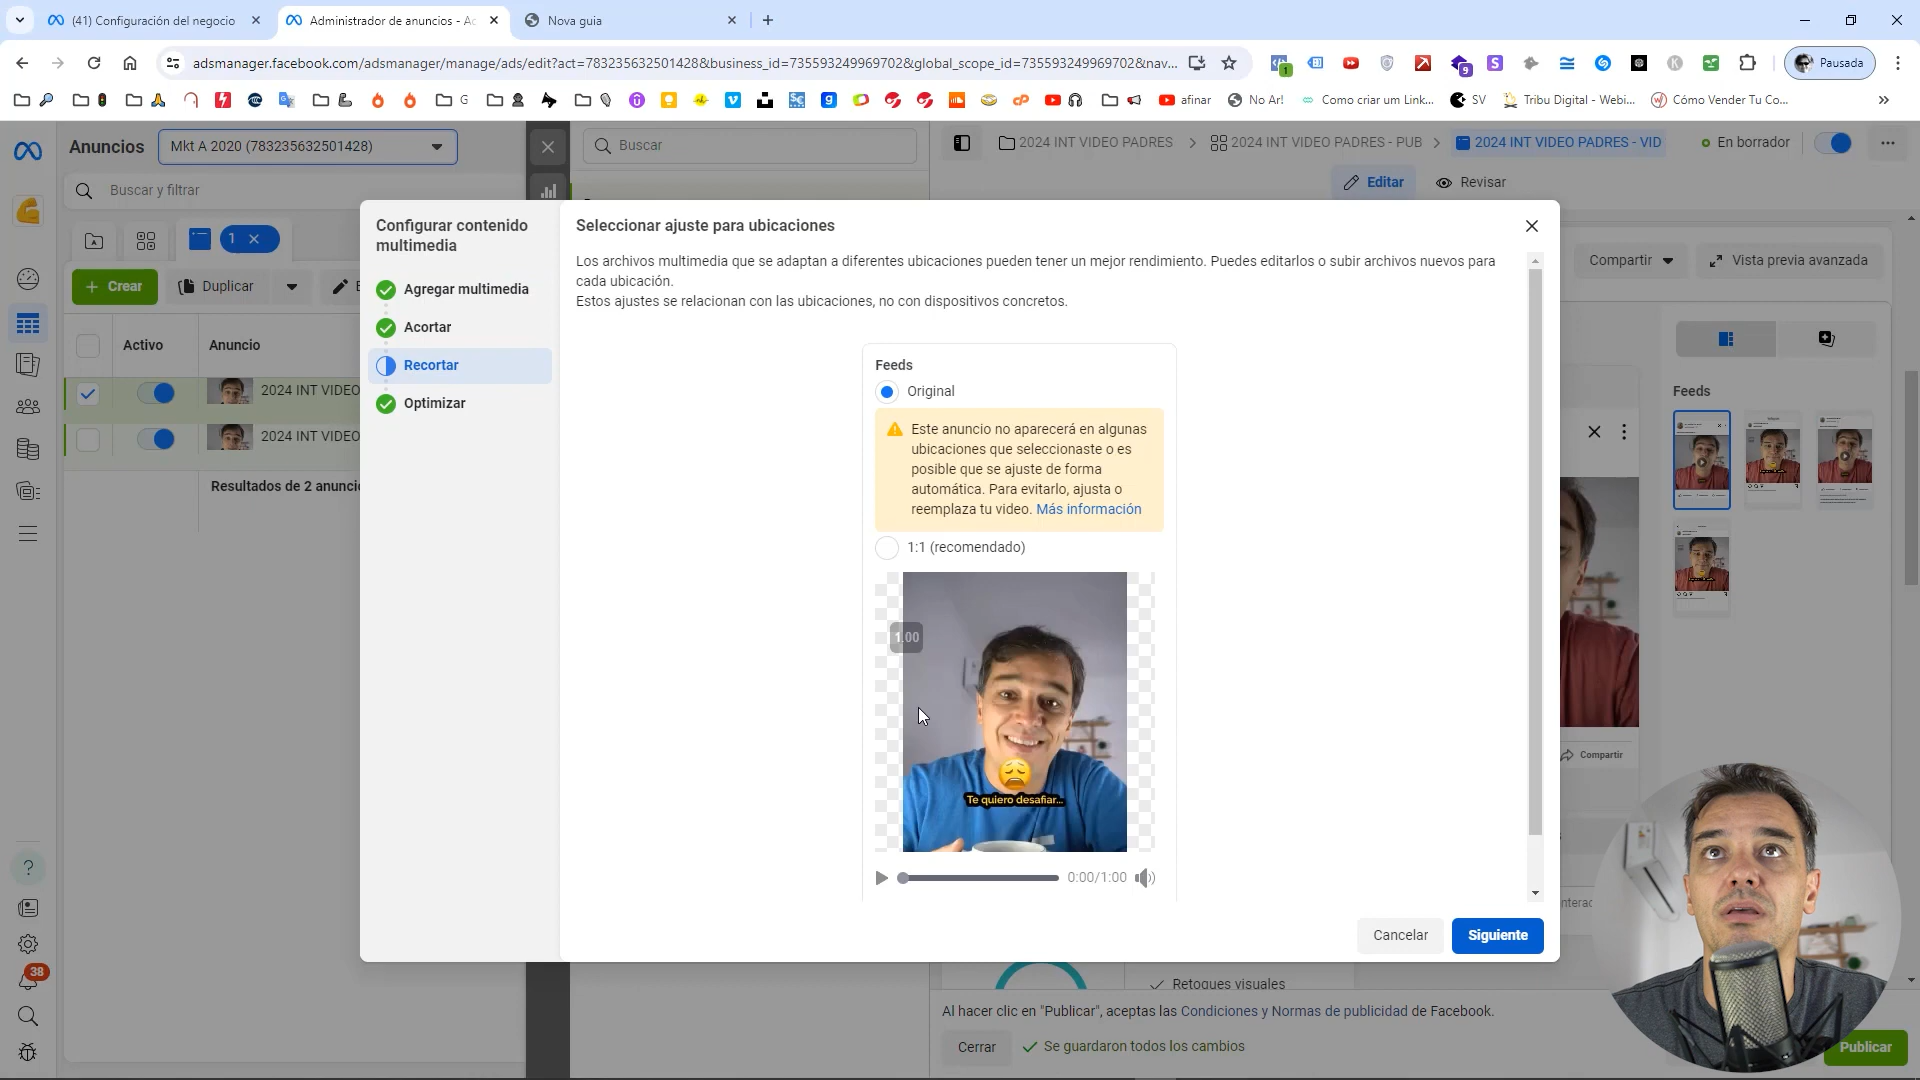 (41) Configuración del negocio
Administrador de anuncios - Ac
Nova guia
adsmanager.facebook.com/adsmanager/manage/ads/edit?act=783235632501428&business_id=735593249969702&global_scope_id=735593249969702&nav...
1
9
Pausada
G
afinar
No Ar!
Como criar um Link...
SV
Tribu Digital - Webi...
Cómo Vender Tu Co...
Anuncios
Mkt A 2020 (783235632501428)
Buscar y filtrar
1
Crear
Duplicar
Activo
Anuncio
2024 INT VIDEO
2024 INT VIDEO
Resultados de 2 anuncio
38
Buscar
2024 INT VIDEO PADRES
2024 INT VIDEO PADRES - PUB
2024 INT VIDEO PADRES - VID
En borrador
Editar
Revisar
Compartir
Vista previa avanzada
Feeds
Compartir
Configurar contenido
multimedia
Agregar multimedia
Acortar
Recortar
Optimizar
Seleccionar ajuste para ubicaciones
Los archivos multimedia que se adaptan a diferentes ubicaciones pueden tener un mejor rendimiento. Puedes editarlos o subir archivos nuevos para
cada ubicación.
Estos ajustes se relacionan con las ubicaciones, no con dispositivos concretos.
Feeds
Original
Este anuncio no aparecerá en algunas
ubicaciones que seleccionaste o es
posible que se ajuste de forma
automática. Para evitarlo, ajusta o
reemplaza tu video. Más información
1:1 (recomendado)
1.00
Te quiero desafiar...
0:00/1:00
Cancelar
Siguiente
Retoques visuales
Al hacer clic en "Publicar", aceptas las Condiciones y Normas de publicidad de Facebook.
Cerrar
Se guardaron todos los cambios
Publicar